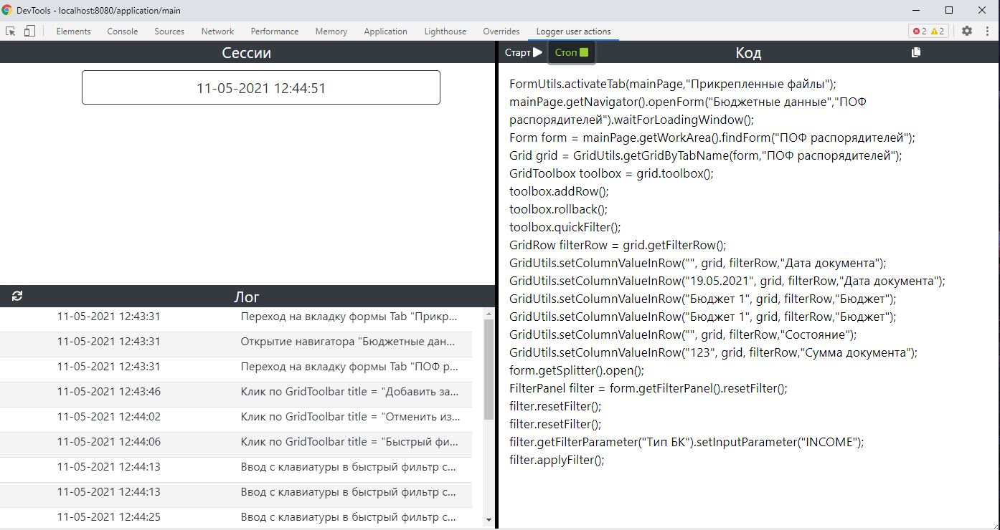 DevTools - localhost:8080/application/main
Elements Console Sources Network Performance Memory Application Lighthouse Overrides Logger user actions 2 2
Сессии
11-05-2021 12:44:51
Лог
11-05-2021 12:43:31 Переход на вкладку формы Tab "Прикр...
11-05-2021 12:43:31 Открытие навигатора "Бюджетные дан...
11-05-2021 12:43:31 Переход на вкладку формы Tab "ПОФ р...
11-05-2021 12:43:46 Клик по GridToolbar title = "Добавить за...
11-05-2021 12:44:02 Клик по GridToolbar title = "Отменить из...
11-05-2021 12:44:06 Клик по GridToolbar title = "Быстрый фи...
11-05-2021 12:44:13 Ввод с клавиатуры в быстрый фильтр с...
11-05-2021 12:44:13 Ввод с клавиатуры в быстрый фильтр с...
11-05-2021 12:44:25 Ввод с клавиатуры в быстрый фильтр с...
Старт Стоп Код
FormUtils.activateTab(mainPage,"Прикрепленные файлы");
mainPage.getNavigator().openForm("Бюджетные данные","ПОФ
распорядителей").waitForLoadingWindow();
Form form = mainPage.getWorkArea().findForm("ПОФ распорядителей");
Grid grid = GridUtils.getGridByTabName(form,"ПОФ распорядителей");
GridToolbox toolbox = grid.toolbox();
toolbox.addRow();
toolbox.rollback();
toolbox.quickFilter();
GridRow filterRow = grid.getFilterRow();
GridUtils.setColumnValueInRow("", grid, filterRow,"Дата документа");
GridUtils.setColumnValueInRow("19.05.2021", grid, filterRow,"Дата документа");
GridUtils.setColumnValueInRow("Бюджет 1", grid, filterRow,"Бюджет");
GridUtils.setColumnValueInRow("Бюджет 1", grid, filterRow,"Бюджет");
GridUtils.setColumnValueInRow("", grid, filterRow,"Состояние");
GridUtils.setColumnValueInRow("123", grid, filterRow,"Сумма документа");
form.getSplitter().open();
FilterPanel filter = form.getFilterPanel().resetFilter();
filter.resetFilter();
filter.resetFilter();
filter.getFilterParameter("Тип БК").setInputParameter("INCOME");
filter.applyFilter();